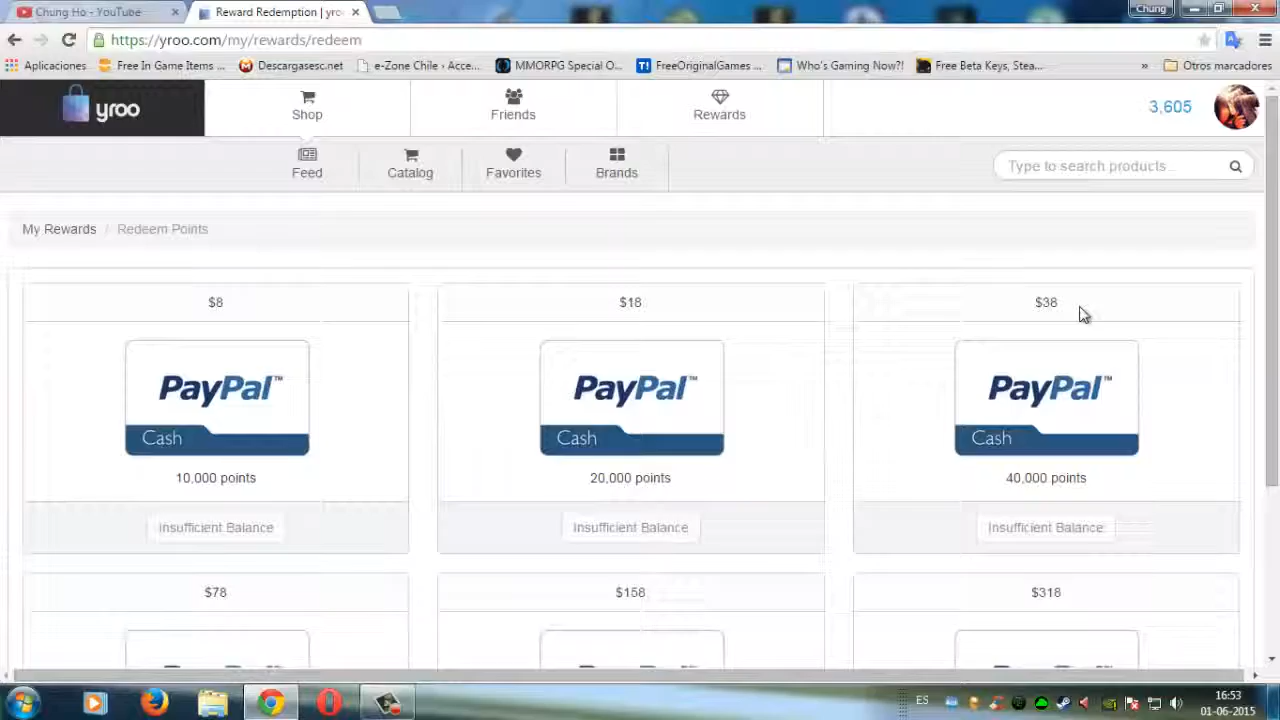 Chung Ho - YouTube
Reward Redemption | yroo
Chung
https://yroo.com/my/rewards/redeem
Aplicaciones
Free In Game Items ...
Descargasesc.net
e-Zone Chile › Acce...
MMORPG Special O...
T! FreeOriginalGames ...
Who's Gaming Now?!
Free Beta Keys, Stea...
»
Otros marcadores
yroo
Shop
Friends
Rewards
3,605
Feed
Catalog
Favorites
Brands
Type to search products...
My Rewards / Redeem Points
$8
$18
$38
PayPal™
Cash
PayPal™
Cash
PayPal™
Cash
10,000 points
20,000 points
40,000 points
Insufficient Balance
Insufficient Balance
Insufficient Balance
$78
$158
$318
ES
16:53
01-06-2015